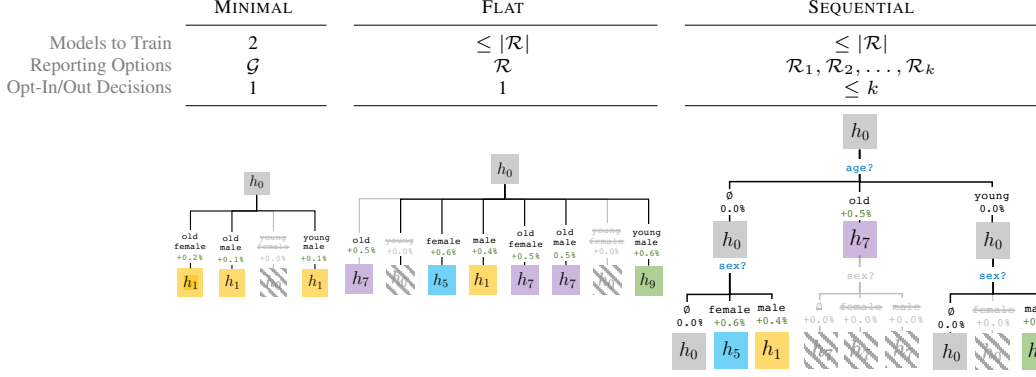 MINIMAL FLAT SEQUENTIAL
Models to Train 2 ≤ |R| ≤ |R|
Reporting Options G R R1, R2, . . . , Rk
Opt-In/Out Decisions 1 1 ≤ k
h0
old female +0.2% h1
old male +0.1% h1
young female +0.0% h0
young male +0.1% h1
h0
old +0.5% h7
young +0.0% h0
female +0.6% h5
male +0.4% h1
old female +0.5% h7
old male 0.5% h7
young female +0.0% h0
young male +0.6% h9
h0
age?
Ø 0.0% h0
old +0.5% h7
young 0.0% h0
sex? sex? sex?
Ø 0.0% h0
female +0.6% h5
male +0.4% h1
Ø +0.0% h7
female +0.0%
male +0.0% h7
Ø 0.0% h0
female +0.0% h0